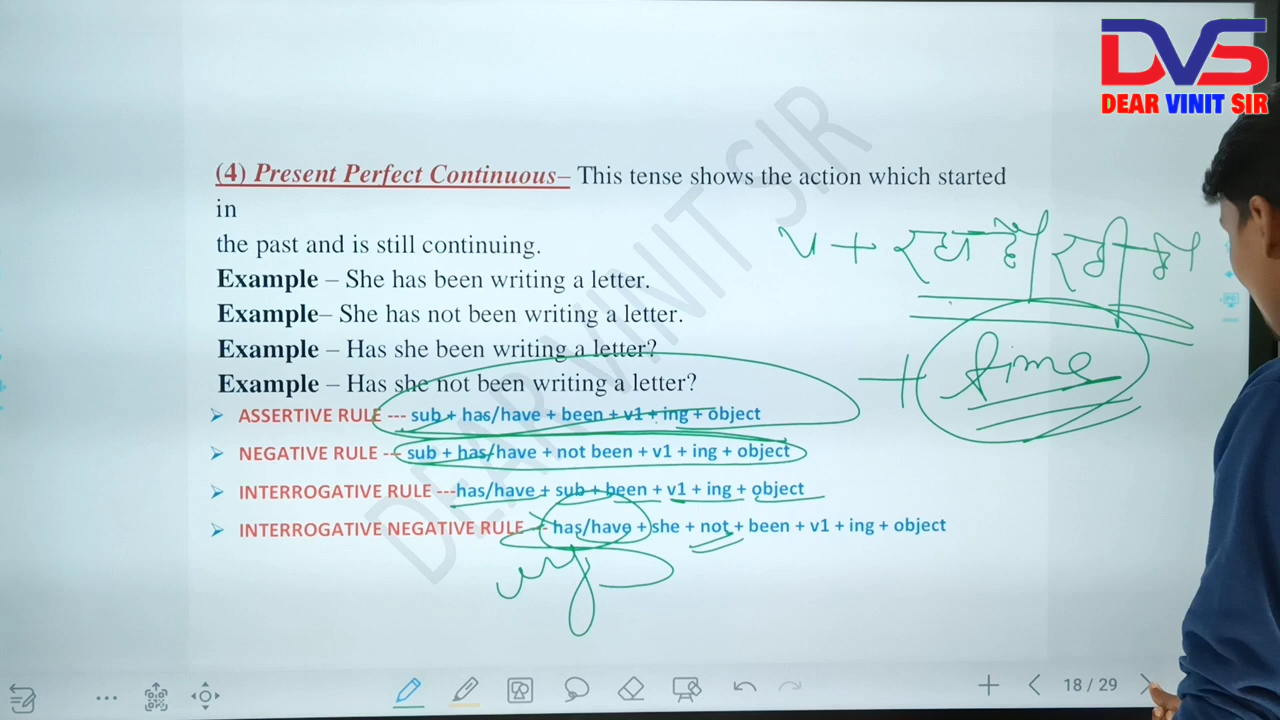 DVS
DEAR VINIT SIR
(4) Present Perfect Continuous– This tense shows the action which started
in
the past and is still continuing.
Example – She has been writing a letter.
Example– She has not been writing a letter.
Example – Has she been writing a letter?
Example – Has she not been writing a letter?
➢ ASSERTIVE RULE --- sub + has/have + been + v1 + ing + object
➢ NEGATIVE RULE --- sub + has/have + not been + v1 + ing + object
➢ INTERROGATIVE RULE ---has/have + sub + been + v1 + ing + object
➢ INTERROGATIVE NEGATIVE RULE --- has/have + she + not + been + v1 + ing + object
v + रहा है / रही है
+ time
DEAR VINIT SIR
18 / 29